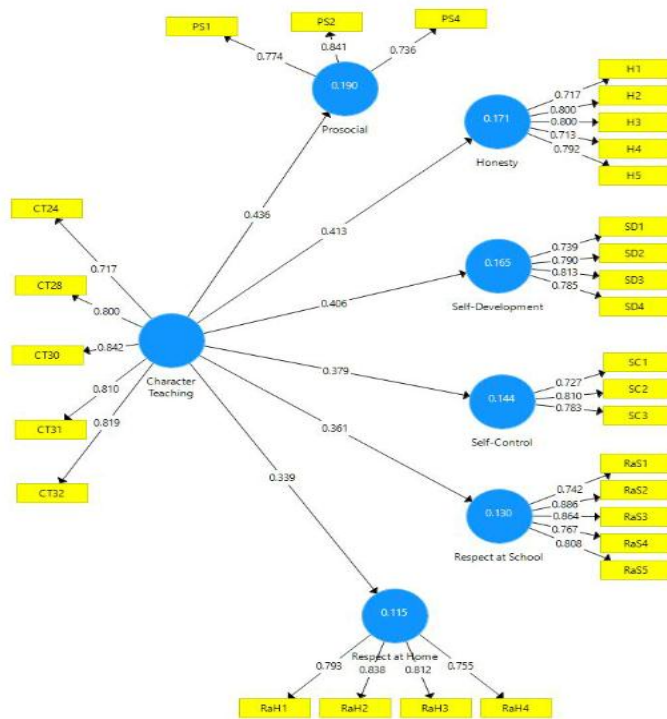 PS1
PS2
PS4
0.774
0.841
0.736
0.190
Prosocial
H1
H2
H3
H4
H5
0.717
0.800
0.800
0.713
0.792
0.171
Honesty
CT24
CT28
CT30
CT31
CT32
0.717
0.800
0.842
0.810
0.819
Character
Teaching
0.436
0.413
0.406
0.379
0.361
0.339
SD1
SD2
SD3
SD4
0.739
0.790
0.813
0.785
0.165
Self-Development
SC1
SC2
SC3
0.727
0.810
0.783
0.144
Self-Control
RaS1
RaS2
RaS3
RaS4
RaS5
0.742
0.886
0.864
0.767
0.808
0.130
Respect at School
0.115
Respect at Home
0.793
0.838
0.812
0.755
RaH1
RaH2
RaH3
RaH4